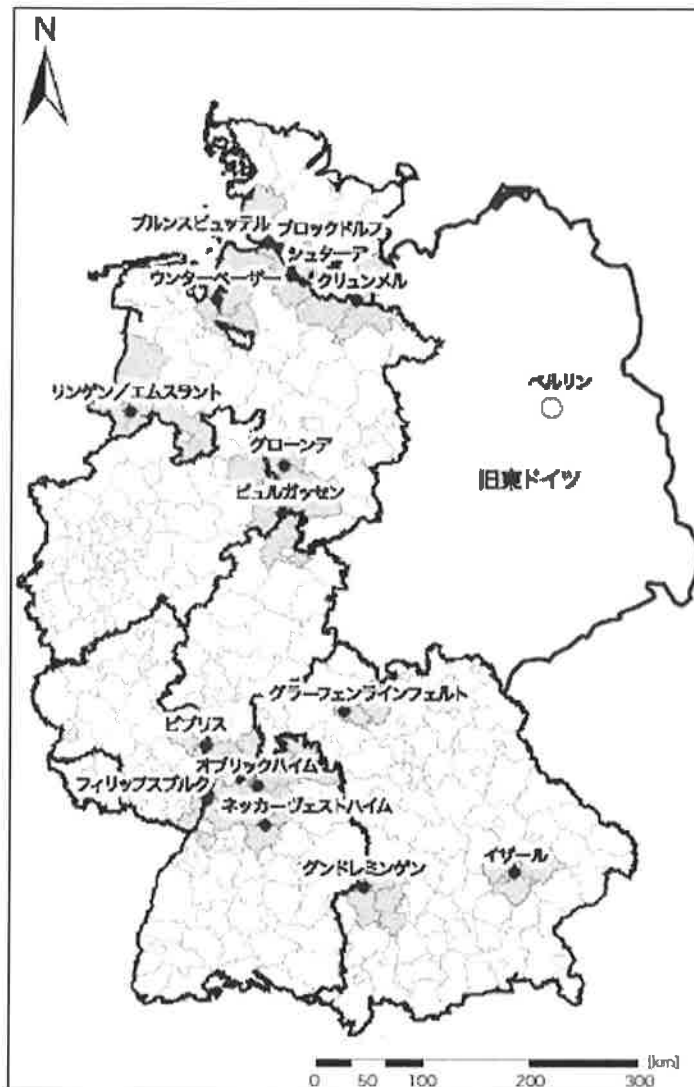 N
ブルンスビュッテル ブロックドルフ
シュターデ
ウンターベーザー クリュンメル
ベルリン
リンゲン／エムスラント
グローンデ
旧東ドイツ
ビュルガッセン
グラーフェンラインフェルト
ビブリス
オブリックハイム
フィリップスブルク
ネッカーヴェストハイム
グンドレミンゲン
イザール
[km]
0 50 100 200 300